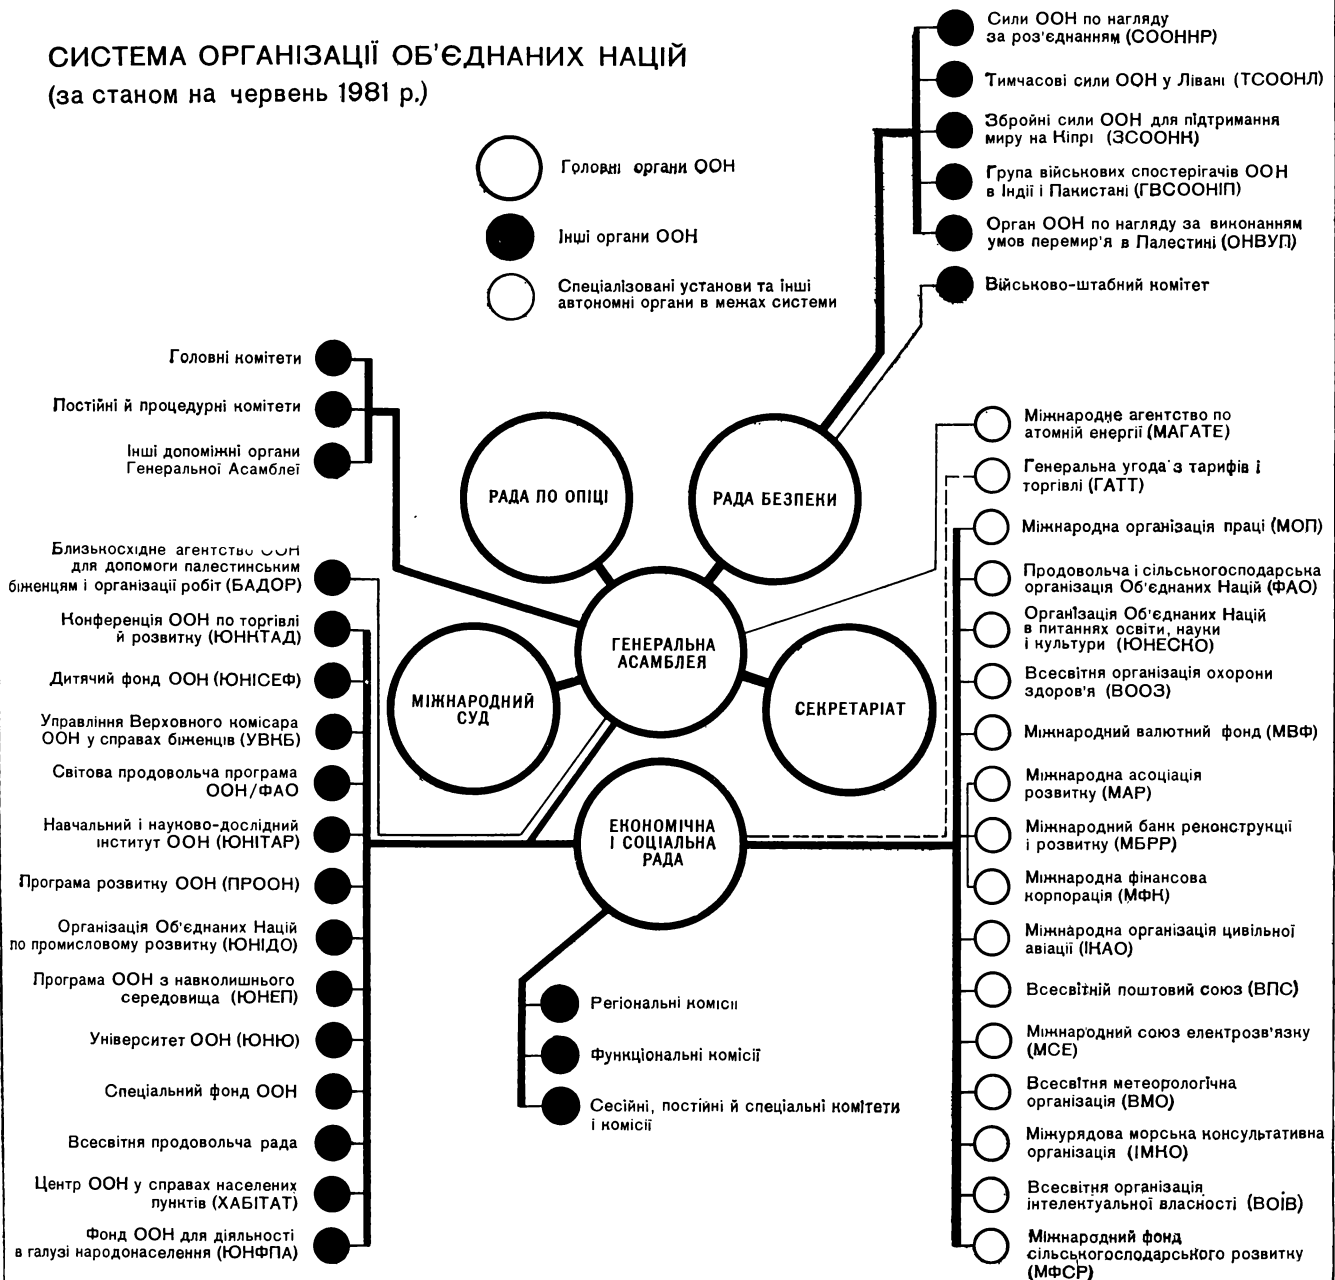 СИСТЕМА ОРГАНІЗАЦІЇ ОБ'ЄДНАНИХ НАЦІЙ
(за станом на червень 1981 р.)
Головні органи ООН
Інші органи ООН
Спеціалізовані установи та інші
автономні органи в межах системи
Сили ООН по нагляду
за роз'єднанням (СООННР)
Тимчасові сили ООН у Лівані (ТСООНЛ)
Збройні сили ООН для підтримання
миру на Кіпрі (ЗСООНК)
Група військових спостерігачів ООН
в Індії і Пакистані (ГВСООНІП)
Орган ООН по нагляду за виконанням
умов перемир'я в Палестині (ОНВУП)
Військово-штабний комітет
Головні комітети
Постійні й процедурні комітети
Інші допоміжні органи
Генеральної Асамблеї
Близькосхідне агентство ООН
для допомоги палестинським
біженцям і організації робіт (БАДОР)
Конференція ООН по торгівлі
й розвитку (ЮНКТАД)
Дитячий фонд ООН (ЮНІСЕФ)
Управління Верховного комісара
ООН у справах біженців (УВКБ)
Світова продовольча програма
ООН/ФАО
Навчальний і науково-дослідний
інститут ООН (ЮНІТАР)
Програма розвитку ООН (ПРООН)
Організація Об'єднаних Націй
по промисловому розвитку (ЮНІДО)
Програма ООН з навколишнього
середовища (ЮНЕП)
Університет ООН (ЮНЮ)
Спеціальний фонд ООН
Всесвітня продовольча рада
Центр ООН у справах населених
пунктів (ХАБІТАТ)
Фонд ООН для діяльності
в галузі народонаселення (ЮНФПА)
РАДА ПО ОПІЦІ
РАДА БЕЗПЕКИ
ГЕНЕРАЛЬНА
АСАМБЛЕЯ
МІЖНАРОДНИЙ
СУД
СЕКРЕТАРІАТ
ЕКОНОМІЧНА
І СОЦІАЛЬНА
РАДА
Регіональні комісії
Функціональні комісії
Сесійні, постійні й спеціальні комітети
і комісії
Міжнародне агентство по
атомній енергії (МАГАТЕ)
Генеральна угода з тарифів і
торгівлі (ГАТТ)
Міжнародна організація праці (МОП)
Продовольча і сільськогосподарська
організація Об'єднаних Націй (ФАО)
Організація Об'єднаних Націй
в питаннях освіти, науки
і культури (ЮНЕСКО)
Всесвітня організація охорони
здоров'я (ВООЗ)
Міжнародний валютний фонд (МВФ)
Міжнародна асоціація
розвитку (МАР)
Міжнародний банк реконструкції
і розвитку (МБРР)
Міжнародна фінансова
корпорація (МФК)
Міжнародна організація цивільної
авіації (ІКАО)
Всесвітній поштовий союз (ВПС)
Міжнародний союз електрозв'язку
(МСЕ)
Всесвітня метеорологічна
організація (ВМО)
Міжурядова морська консультативна
організація (ІМКО)
Всесвітня організація
інтелектуальної власності (ВОІВ)
Міжнародний фонд
сільськогосподарського розвитку
(МФСР)